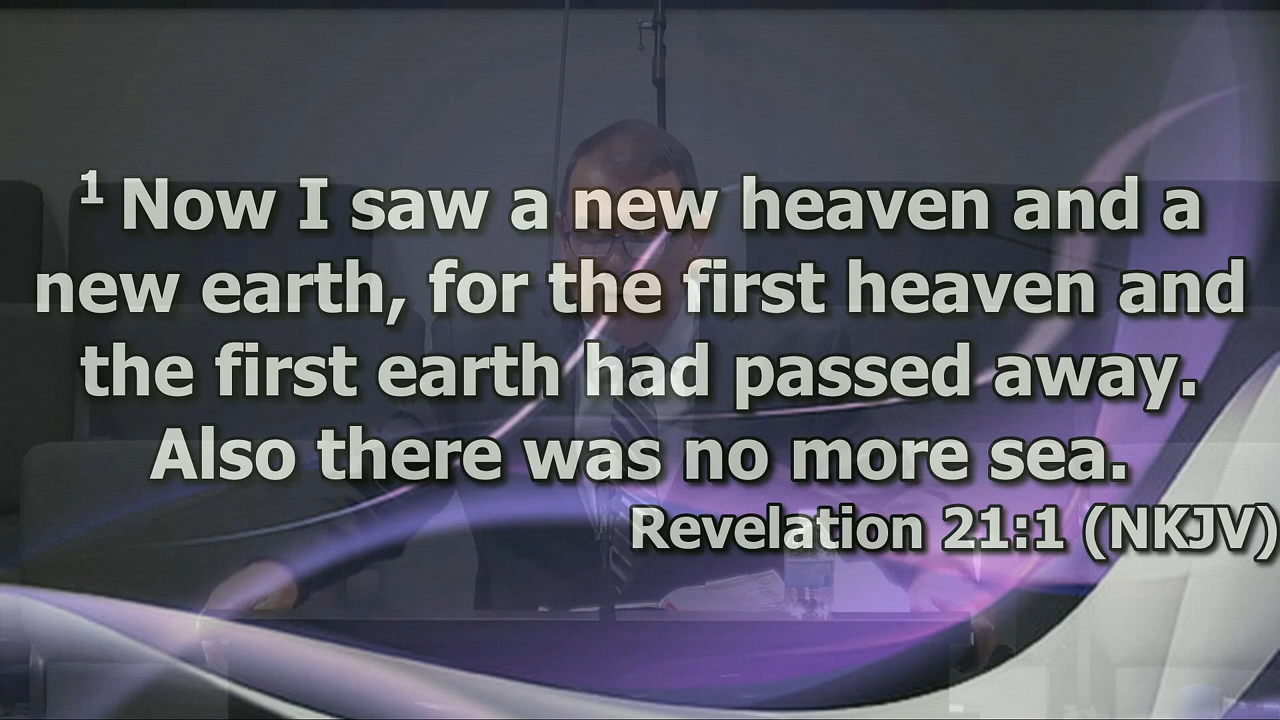 1 Now I saw a new heaven and a
new earth, for the first heaven and
the first earth had passed away.
Also there was no more sea.
Revelation 21:1 (NKJV)